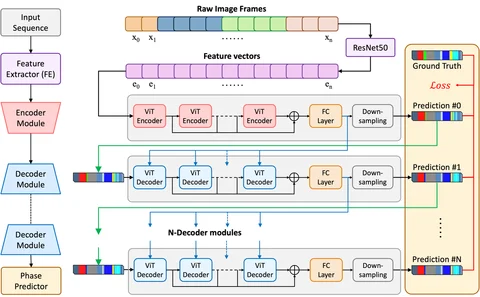 Input
Sequence
Feature
Extractor (FE)
Encoder
Module
Decoder
Module
Decoder
Module
Phase
Predictor
Raw Image Frames
x0 x1 ...... xn
ResNet50
Feature vectors
e0 e1 ...... en
ViT
Encoder
ViT
Encoder
ViT
Encoder
FC
Layer
Down-
sampling
ViT
Decoder
ViT
Decoder
ViT
Decoder
FC
Layer
Down-
sampling
N-Decoder modules
ViT
Decoder
ViT
Decoder
ViT
Decoder
FC
Layer
Down-
sampling
Ground Truth
Loss
Prediction #0
Prediction #1
Prediction #N